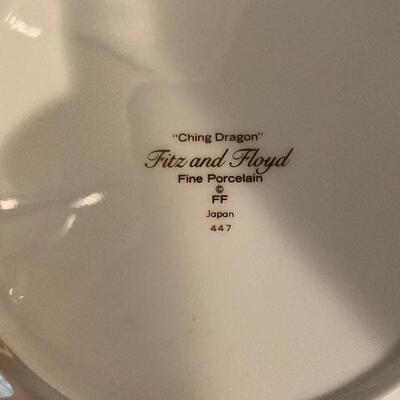 "Ching Dragon"
Fitz and Floyd
Fine Porcelain
©
FF
Japan
447